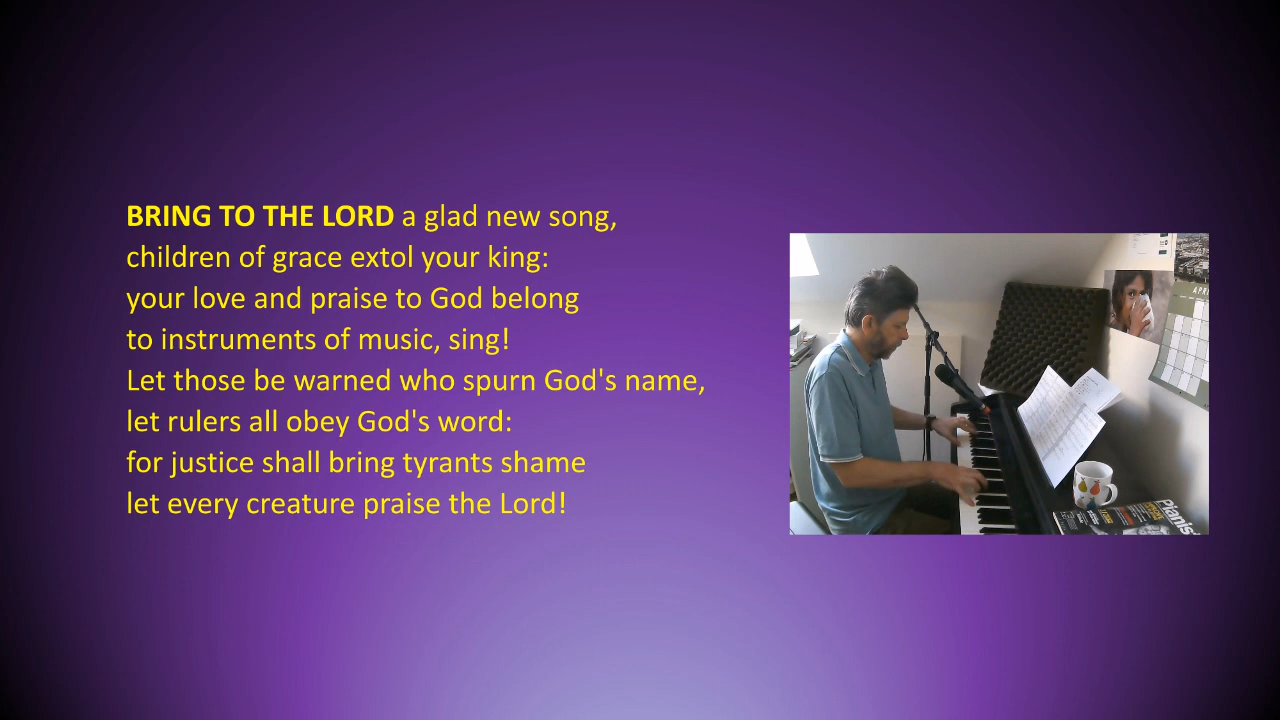 BRING TO THE LORD a glad new song,
children of grace extol your king:
your love and praise to God belong
to instruments of music, sing!
Let those be warned who spurn God's name,
let rulers all obey God's word:
for justice shall bring tyrants shame
let every creature praise the Lord!
APRI
Pianist